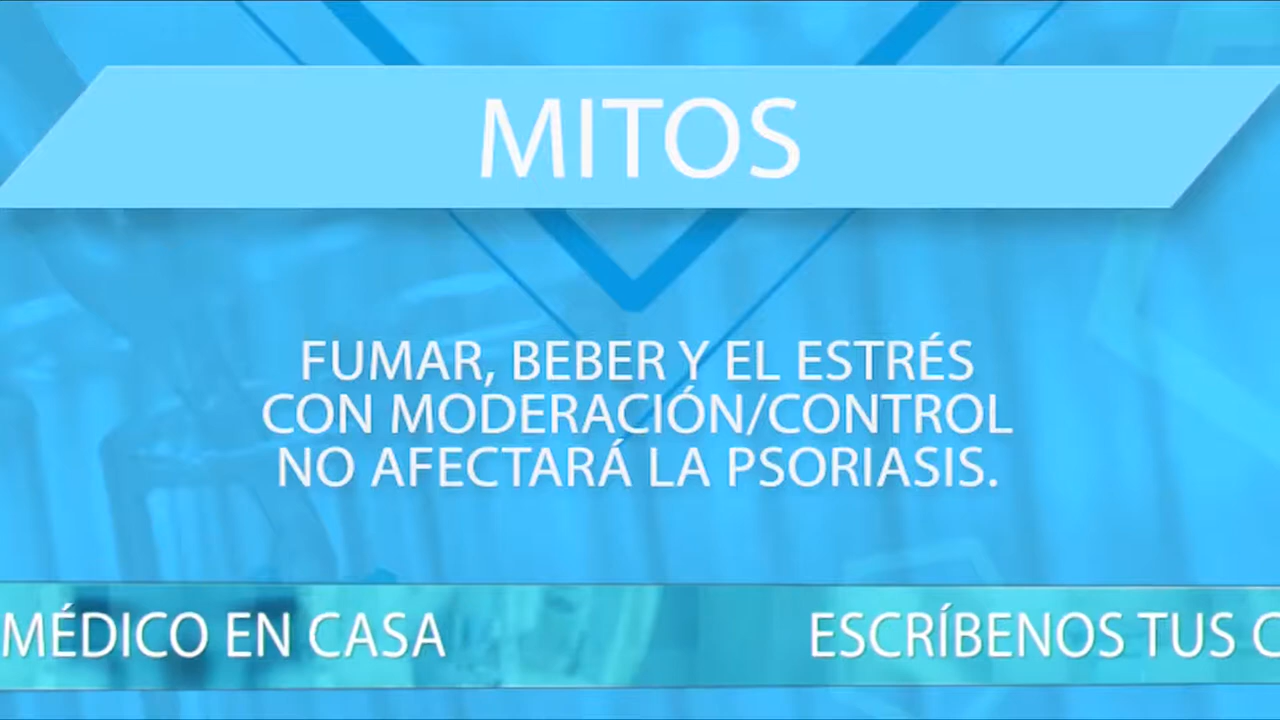 MITOS
FUMAR, BEBER Y EL ESTRÉS
CON MODERACIÓN/CONTROL
NO AFECTARÁ LA PSORIASIS.
MÉDICO EN CASA
ESCRÍBENOS TUS